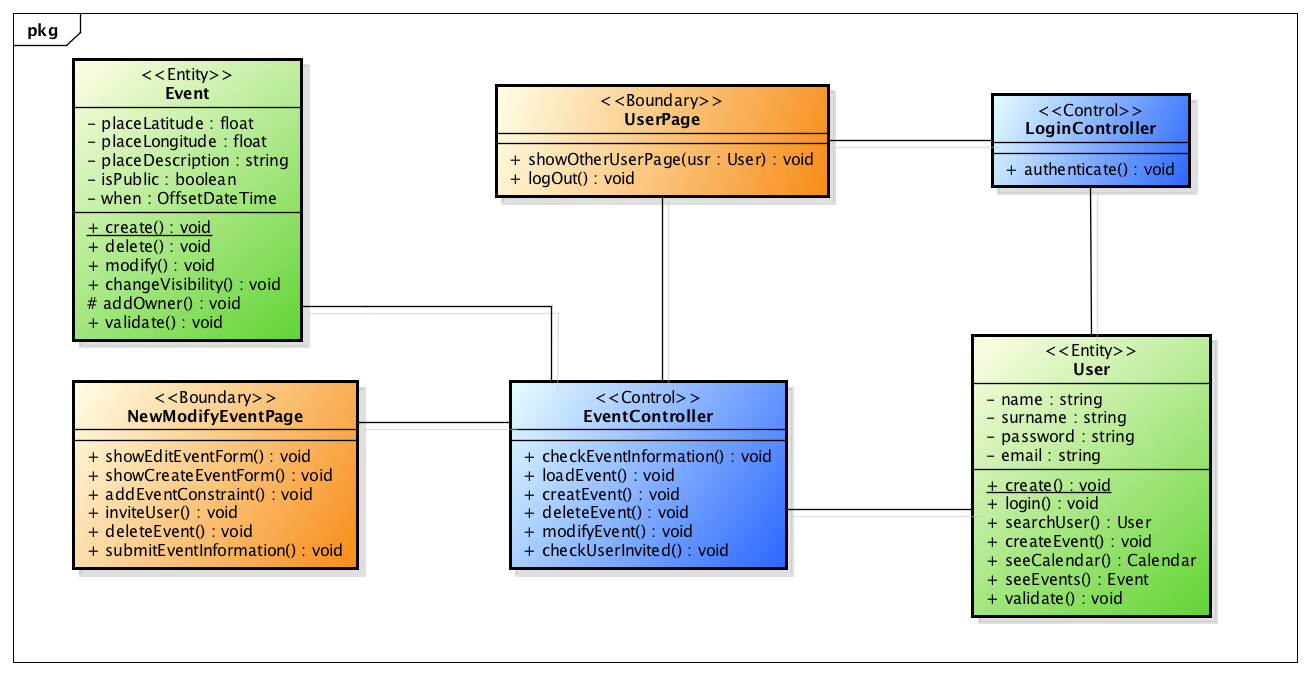 pkg
<<Entity>>
Event
- placeLatitude : float
- placeLongitude : float
- placeDescription : string
- isPublic : boolean
- when : OffsetDateTime
+ create() : void
+ delete() : void
+ modify() : void
+ changeVisibility() : void
# addOwner() : void
+ validate() : void
<<Boundary>>
UserPage
+ showOtherUserPage(usr : User) : void
+ logOut() : void
<<Control>>
LoginController
+ authenticate() : void
<<Boundary>>
NewModifyEventPage
+ showEditEventForm() : void
+ showCreateEventForm() : void
+ addEventConstraint() : void
+ inviteUser() : void
+ deleteEvent() : void
+ submitEventInformation() : void
<<Control>>
EventController
+ checkEventInformation() : void
+ loadEvent() : void
+ creatEvent() : void
+ deleteEvent() : void
+ modifyEvent() : void
+ checkUserInvited() : void
<<Entity>>
User
- name : string
- surname : string
- password : string
- email : string
+ create() : void
+ login() : void
+ searchUser() : User
+ createEvent() : void
+ seeCalendar() : Calendar
+ seeEvents() : Event
+ validate() : void